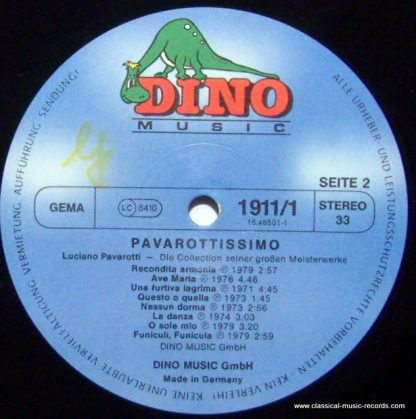 DINO
MUSIC
ALLE URHEBER- UND LEISTUNGSSCHUTZRECHTE VORBEHALTEN · KEIN VERLEIH! · KEINE UNERLAUBTE VERVIELFÄLTIGUNG, VERMIETUNG, AUFFÜHRUNG, SENDUNG!
SEITE 2
GEMA
LC 8410
1911/1
16.46501-1
STEREO
33
PAVAROTTISSIMO
Luciano Pavarotti – Die Collection seiner großen Meisterwerke
Recondita armonia ℗ 1979 2:57
Ave Maria ℗ 1976 4:46
Una furtiva lagrima ℗ 1971 4:45
Questo o quella ℗ 1973 1:45
Nessun dorma ℗ 1973 2:56
La danza ℗ 1974 3:03
O sole mio ℗ 1979 3:20
Funiculi, Funicula ℗ 1979 2:59
DINO MUSIC GmbH
DINO MUSIC GmbH
Made in Germany
www.classical-music-records.com